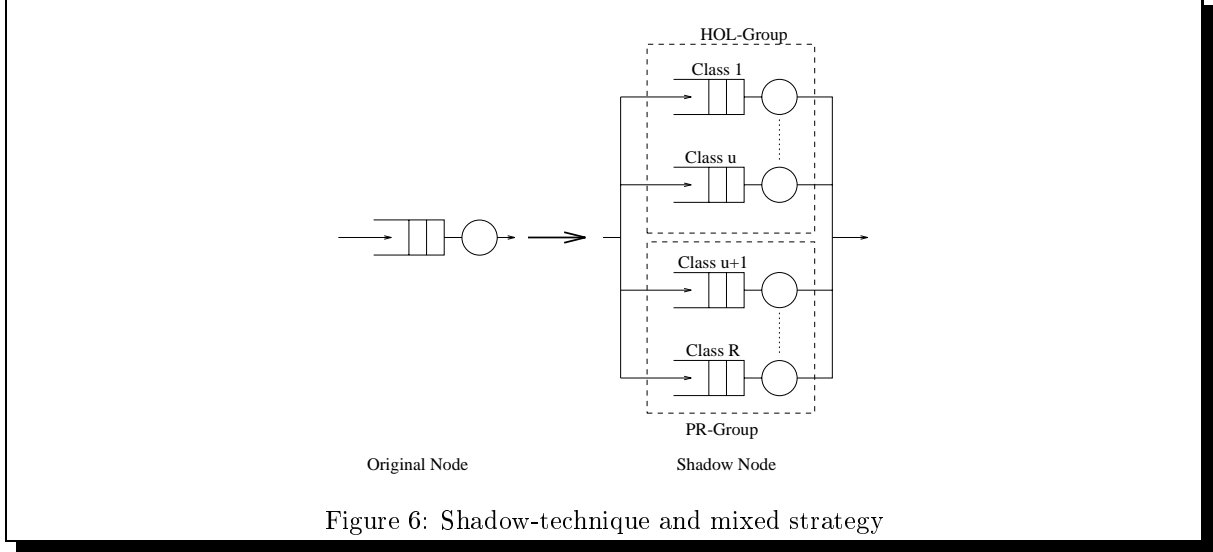 HOL-Group
Class 1
Class u
Class u+1
Class R
PR-Group
Original Node
Shadow Node
Figure 6: Shadow-technique and mixed strategy